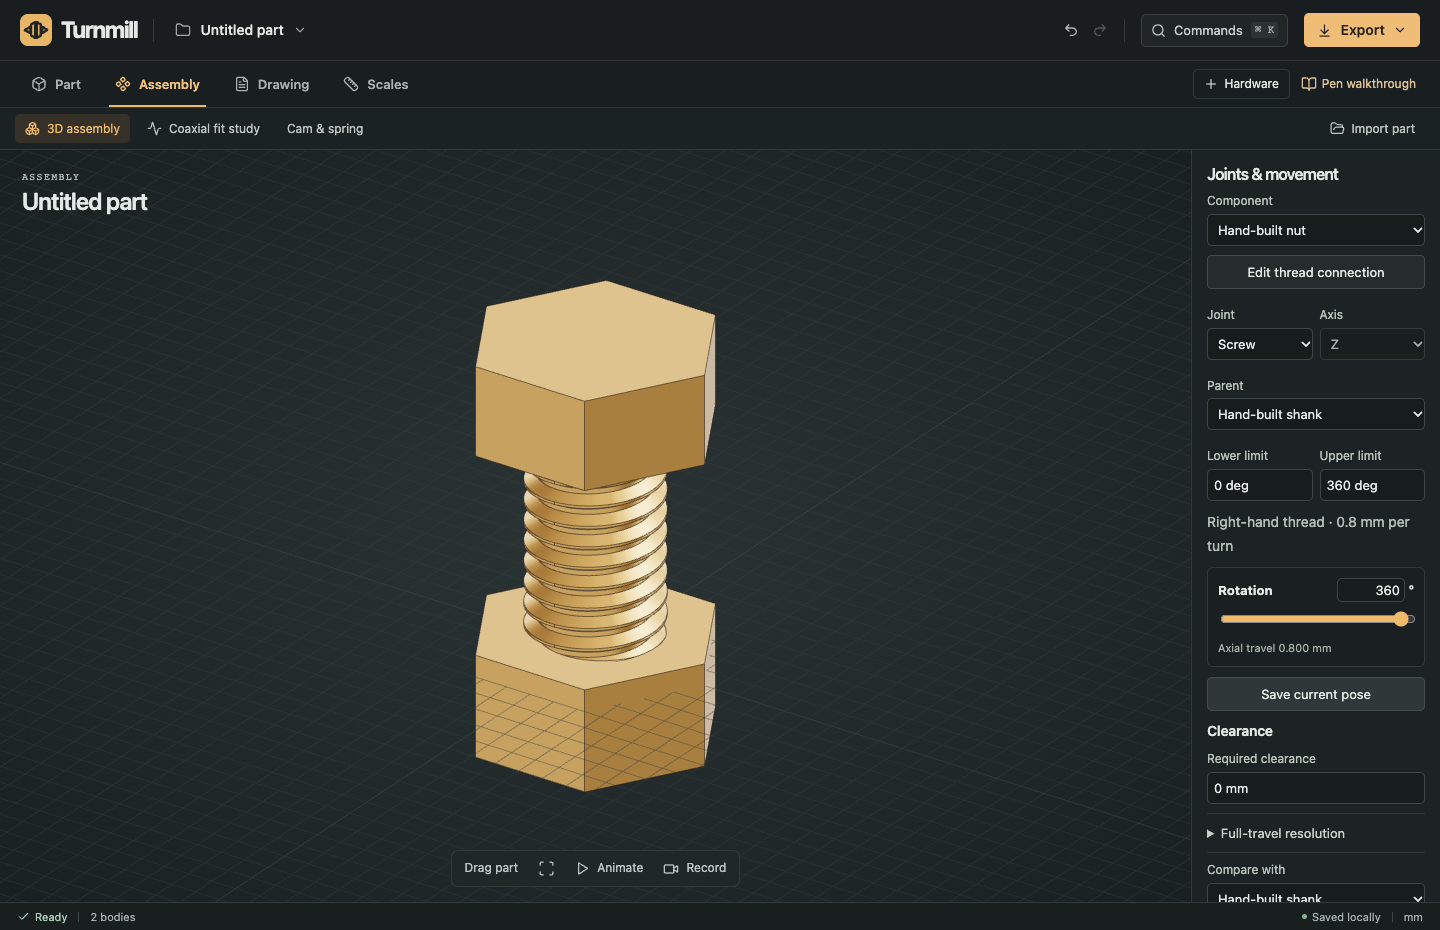 Turnmill
Untitled part
Commands ⌘ K
Export
Part
Assembly
Drawing
Scales
Hardware
Pen walkthrough
3D assembly
Coaxial fit study
Cam & spring
Import part
ASSEMBLY
Untitled part
Joints & movement
Component
Hand-built nut
Edit thread connection
Joint
Axis
Screw
Z
Parent
Hand-built shank
Lower limit
Upper limit
0 deg
360 deg
Right-hand thread · 0.8 mm per
turn
Rotation
360 °
Axial travel 0.800 mm
Save current pose
Clearance
Required clearance
0 mm
Full-travel resolution
Compare with
Hand-built shank
Drag part
Animate
Record
Ready
2 bodies
Saved locally
mm